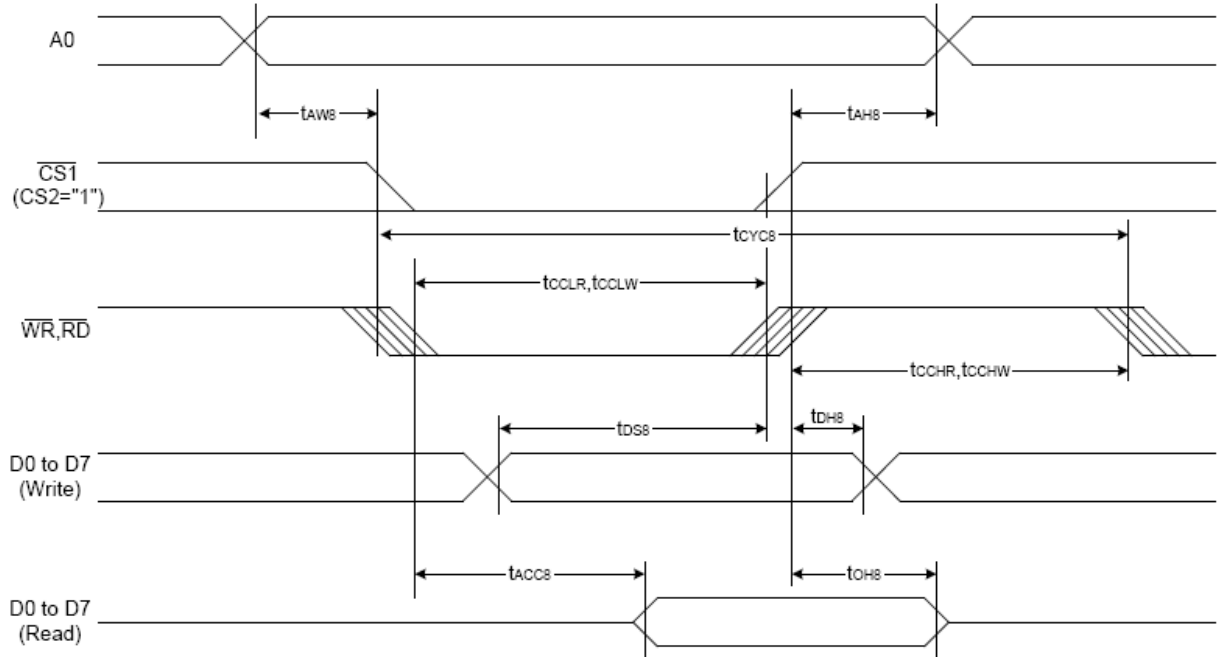 A0
tAW8
tAH8
CS1
(CS2="1")
tCYC8
tCCLR,tCCLW
WR,RD
tCCHR,tCCHW
tDS8
tDH8
D0 to D7
(Write)
tACC8
tOH8
D0 to D7
(Read)